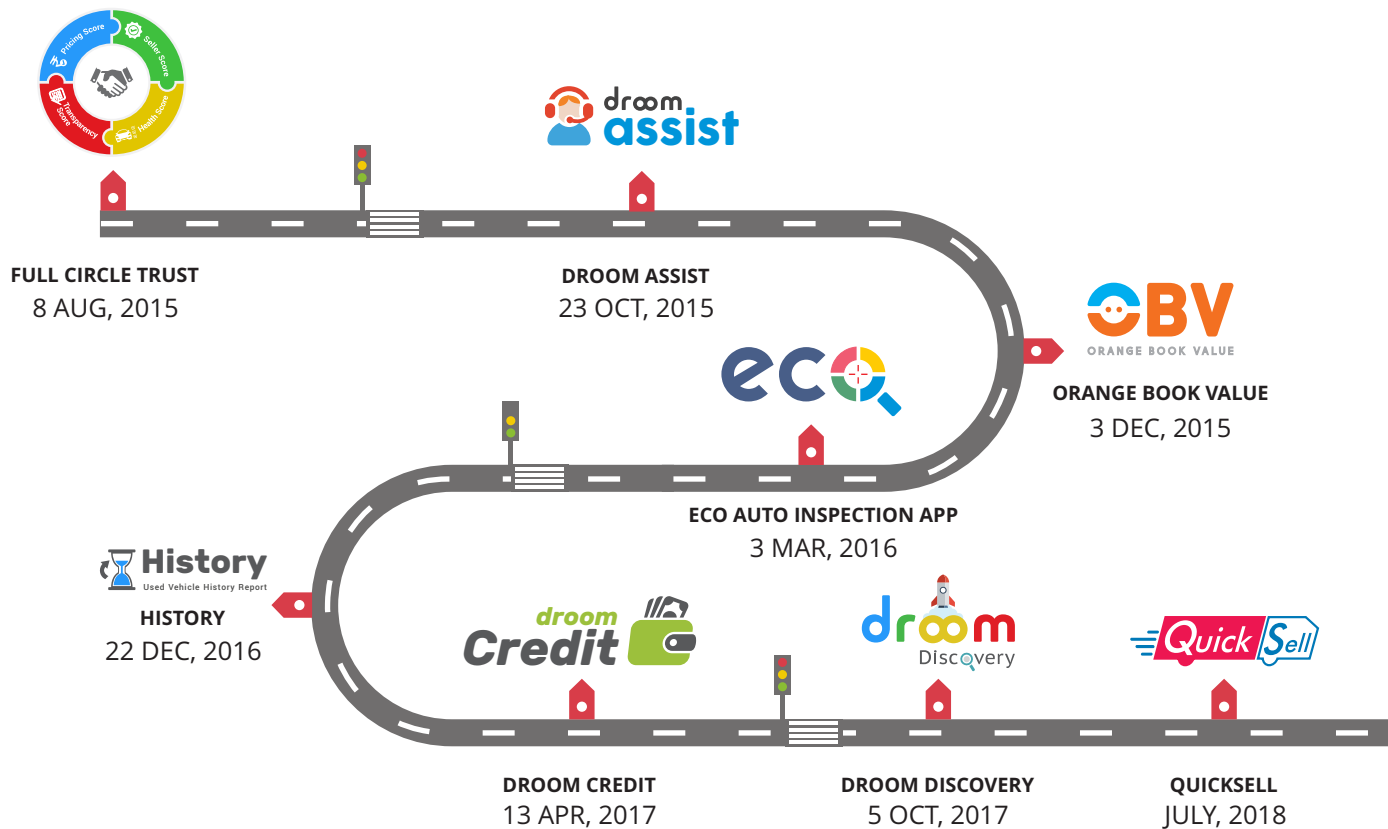 Pricing Score
Seller Score
Transparency
Score
Health Score
droom
assist
FULL CIRCLE TRUST
8 AUG, 2015
DROOM ASSIST
23 OCT, 2015
OBV
ORANGE BOOK VALUE
ORANGE BOOK VALUE
3 DEC, 2015
eco
ECO AUTO INSPECTION APP
3 MAR, 2016
History
Used Vehicle History Report
HISTORY
22 DEC, 2016
droom
Credit
droom
Discovery
Quick Sell
DROOM CREDIT
13 APR, 2017
DROOM DISCOVERY
5 OCT, 2017
QUICKSELL
JULY, 2018